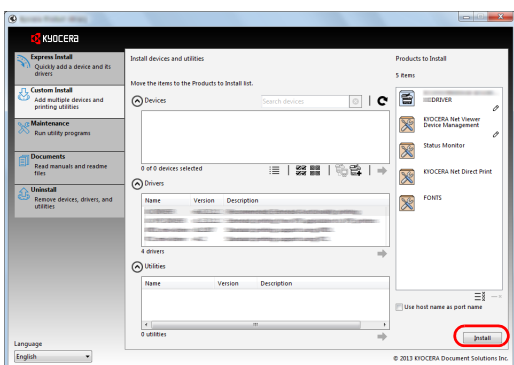 KYOCERA
Express Install
Quickly add a device and its
drivers
Custom Install
Add multiple devices and
printing utilities
Maintenance
Run utility programs
Documents
Read manuals and readme
files
Uninstall
Remove devices, drivers, and
utilities
Language
English
Install devices and utilities
Move the items to the Products to Install list.
Devices
Search devices
0 of 0 devices selected
Drivers
Name Version Description
4 drivers
Utilities
Name Version Description
0 utilities
Products to Install
5 items
DRIVER
KYOCERA Net Viewer
Device Management
Status Monitor
KYOCERA Net Direct Print
FONTS
Use host name as port name
Install
© 2013 KYOCERA Document Solutions Inc.